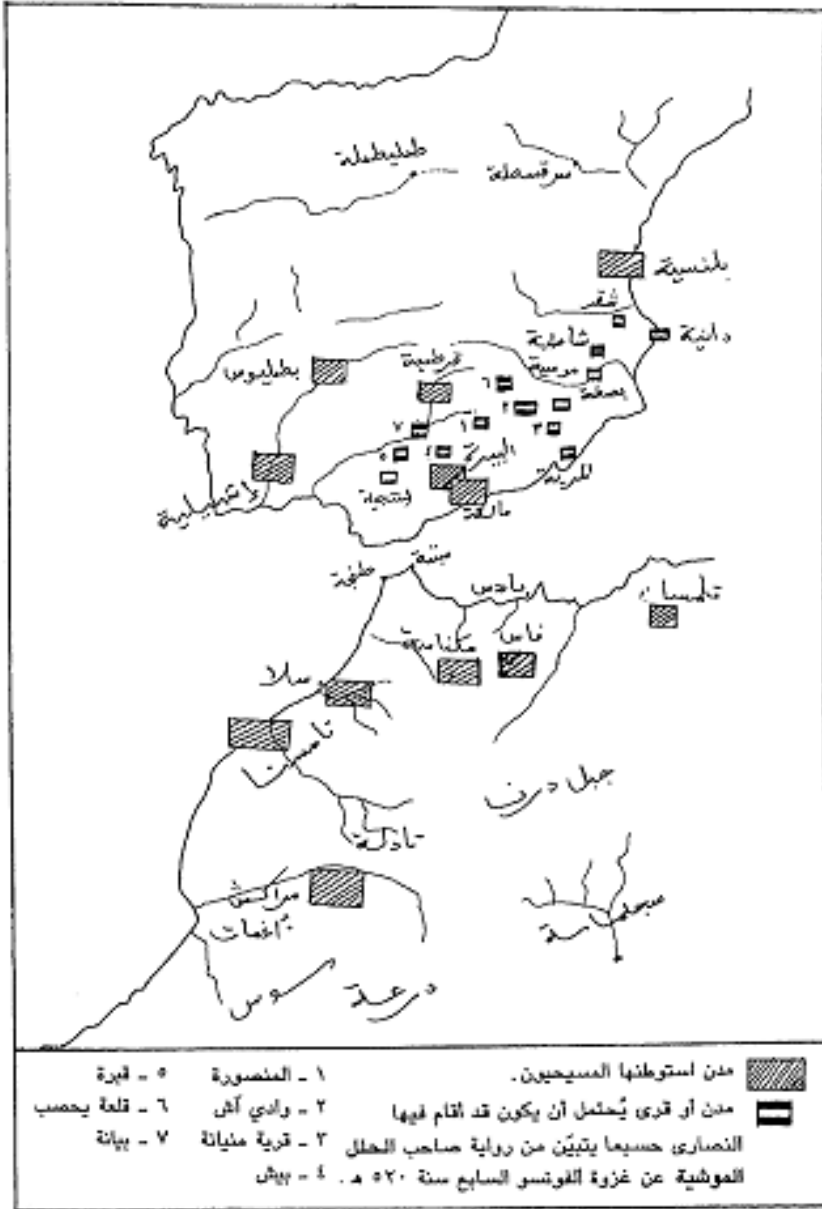 طليطلة
سرقسطة
بلنسية
شقر
دانية
شاطبة
مرسية
بسطة
قرطبة
بطليوس
٦
٢
١
٣
٧
٤
٥
البيرة
المرية
استجة
مالقة
لاشبيلية
سبتة
طنجة
بادس
تلمسان
فاس
مكناسة
سلا
تامسنا
جبل درن
تادلة
مراكش
أغمات
سجلماسة
درعة
سوس
مدن استوطنها المسيحيون.
مدن أو قرى يُحتمل أن يكون قد أقام فيها
النصارى حسبما يتبيّن من رواية صاحب الحلل
الموشية عن غزوة الفونسو السابع سنة ٥٢٠ هـ.
١ - المنصورة
٢ - وادي آش
٣ - قرية منيانة
٤ - بيش
٥ - قبرة
٦ - قلعة يحصب
٧ - بيانة